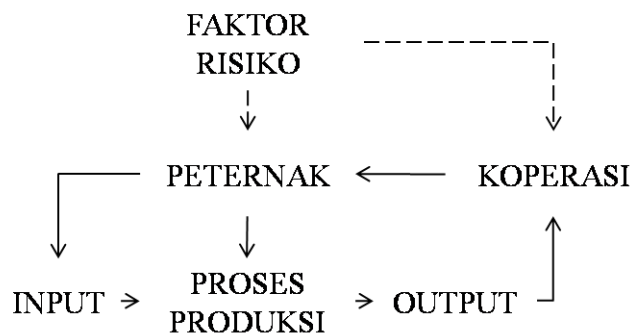 FAKTOR
RISIKO
PETERNAK
KOPERASI
INPUT
PROSES
PRODUKSI
OUTPUT